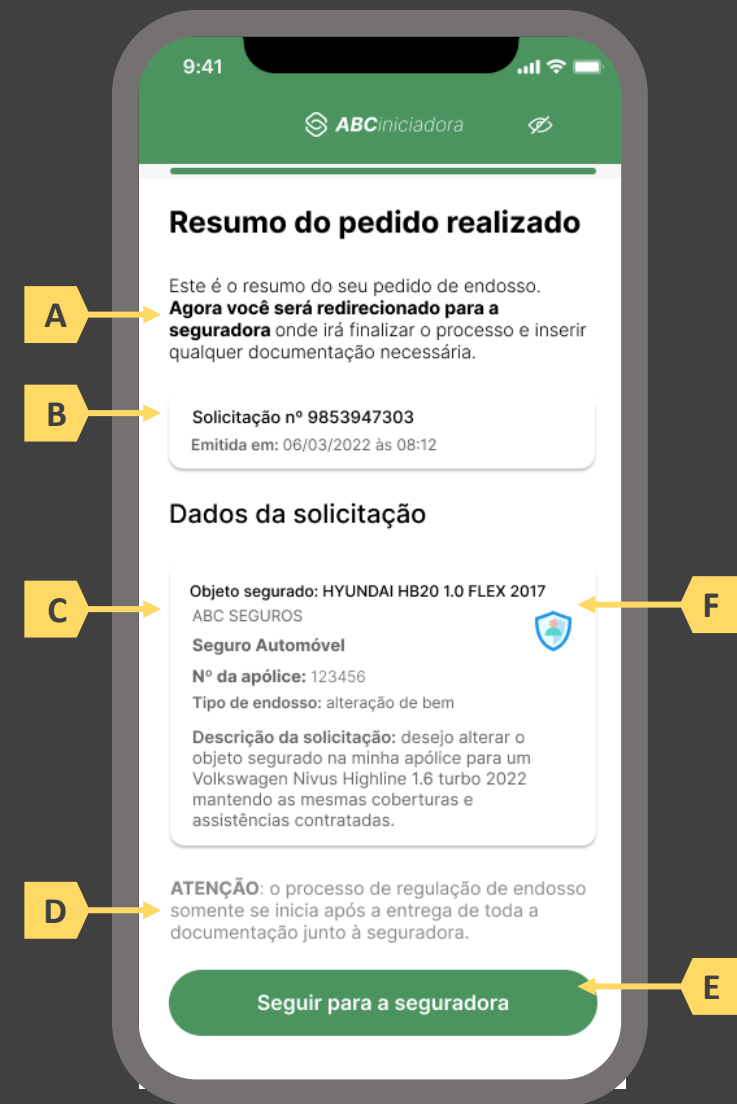 9:41
ABCiniciadora
Resumo do pedido realizado
Este é o resumo do seu pedido de endosso.
A
Agora você será redirecionado para a
seguradora onde irá finalizar o processo e inserir
qualquer documentação necessária.
B
Solicitação nº 9853947303
Emitida em: 06/03/2022 às 08:12
Dados da solicitação
C
Objeto segurado: HYUNDAI HB20 1.0 FLEX 2017
F
ABC SEGUROS
Seguro Automóvel
Nº da apólice: 123456
Tipo de endosso: alteração de bem
Descrição da solicitação: desejo alterar o
objeto segurado na minha apólice para um
Volkswagen Nivus Highline 1.6 turbo 2022
mantendo as mesmas coberturas e
assistências contratadas.
D
ATENÇÃO: o processo de regulação de endosso
somente se inicia após a entrega de toda a
documentação junto à seguradora.
E
Seguir para a seguradora